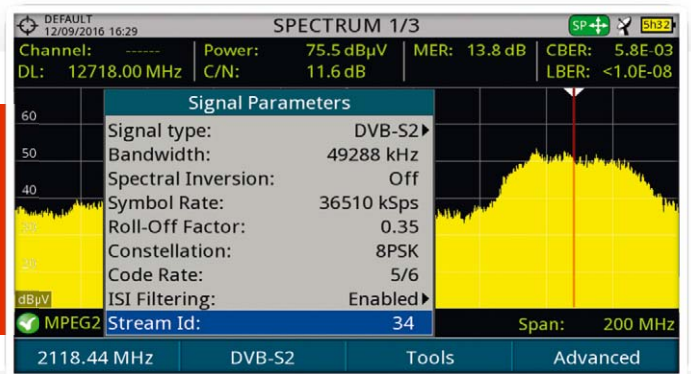 DEFAULT
12/09/2016 16:29
SPECTRUM 1/3
SP
5h32
Channel: ------
Power: 75.5 dBµV
MER: 13.8 dB
CBER: 5.8E-03
DL: 12718.00 MHz
C/N: 11.6 dB
LBER: <1.0E-08
Signal Parameters
60
Signal type: DVB-S2
50
Bandwidth: 49288 kHz
Spectral Inversion: Off
40
Symbol Rate: 36510 kSps
Roll-Off Factor: 0.35
Constellation: 8PSK
Code Rate: 5/6
dBµV
ISI Filtering: Enabled
MPEG2
Stream Id: 34
Span: 200 MHz
2118.44 MHz
DVB-S2
Tools
Advanced